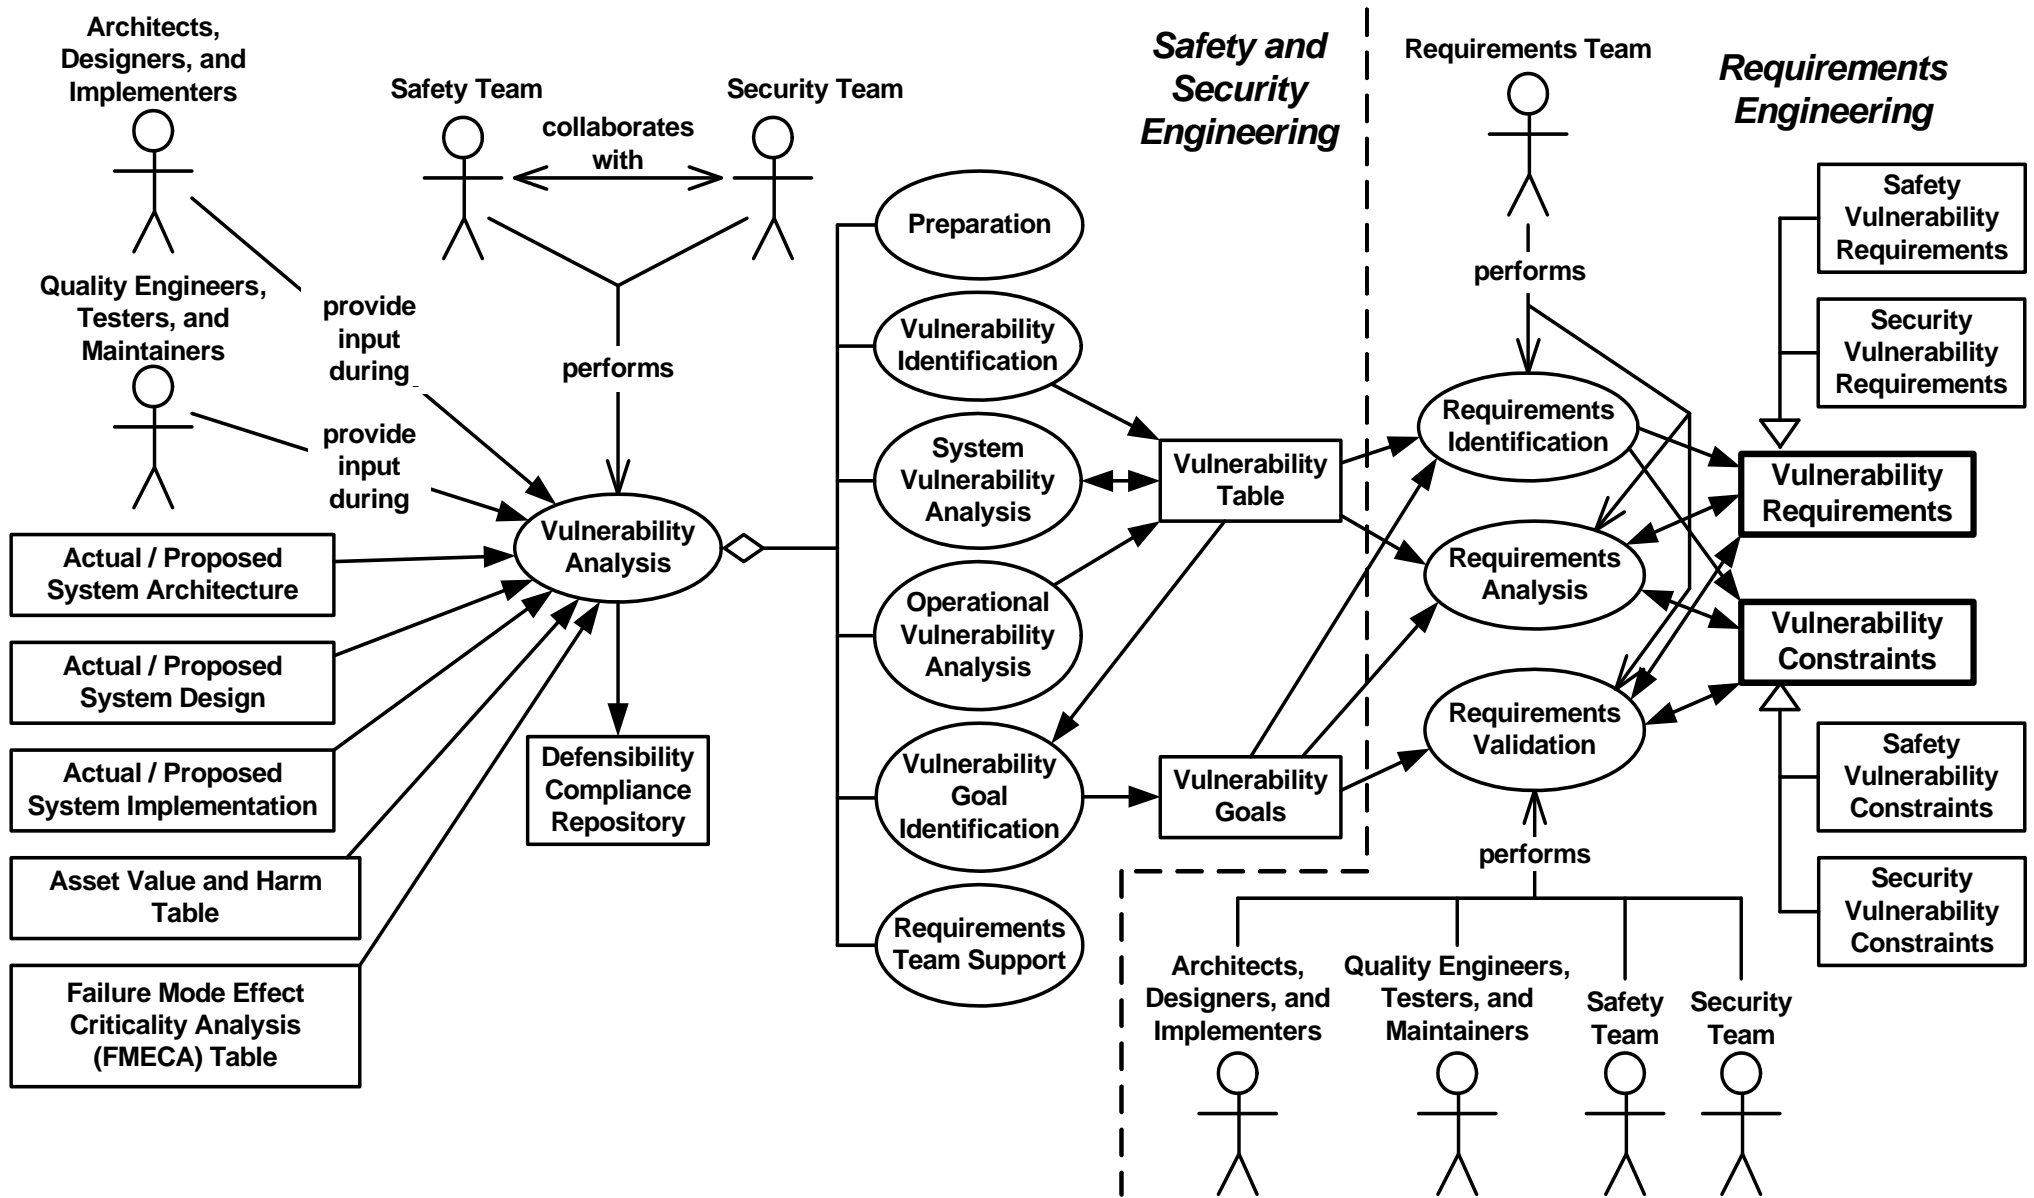 Architects,
Designers, and
Implementers
Safety Team
Security Team
collaborates
with
Safety and
Security
Engineering
Requirements Team
Requirements
Engineering
Quality Engineers,
Testers, and
Maintainers
provide
input
during
provide
input
during
performs
performs
Preparation
Vulnerability
Identification
System
Vulnerability
Analysis
Operational
Vulnerability
Analysis
Vulnerability
Goal
Identification
Requirements
Team Support
Vulnerability
Analysis
Actual / Proposed
System Architecture
Actual / Proposed
System Design
Actual / Proposed
System Implementation
Asset Value and Harm
Table
Failure Mode Effect
Criticality Analysis
(FMECA) Table
Defensibility
Compliance
Repository
Vulnerability
Table
Vulnerability
Goals
Requirements
Identification
Requirements
Analysis
Requirements
Validation
performs
Safety
Vulnerability
Requirements
Security
Vulnerability
Requirements
Vulnerability
Requirements
Vulnerability
Constraints
Safety
Vulnerability
Constraints
Security
Vulnerability
Constraints
Architects,
Designers, and
Implementers
Quality Engineers,
Testers, and
Maintainers
Safety
Team
Security
Team